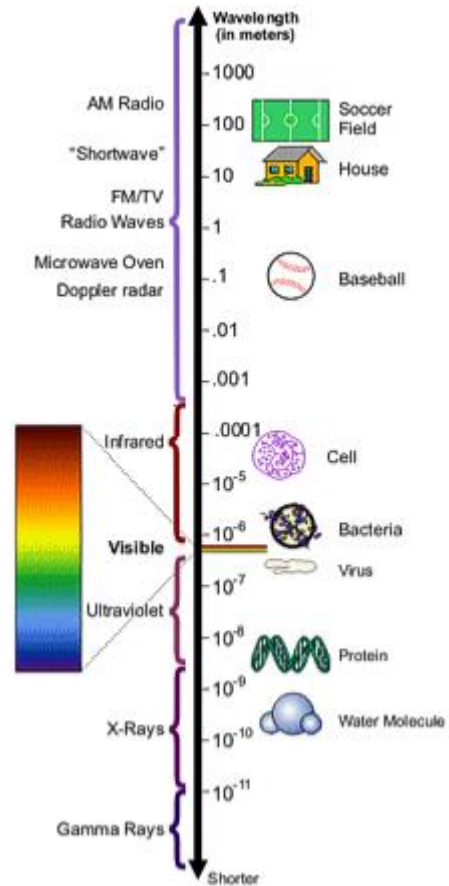 Wavelength
(in meters)
1000
AM Radio
Soccer
Field
100
"Shortwave"
10
House
FM/TV
Radio Waves
1
Microwave Oven
.1
Baseball
Doppler radar
.01
.001
.0001
Infrared
Cell
10⁻⁵
10⁻⁶
Bacteria
Visible
Virus
10⁻⁷
Ultraviolet
10⁻⁸
Protein
10⁻⁹
Water Molecule
X-Rays
10⁻¹⁰
10⁻¹¹
Gamma Rays
Shorter